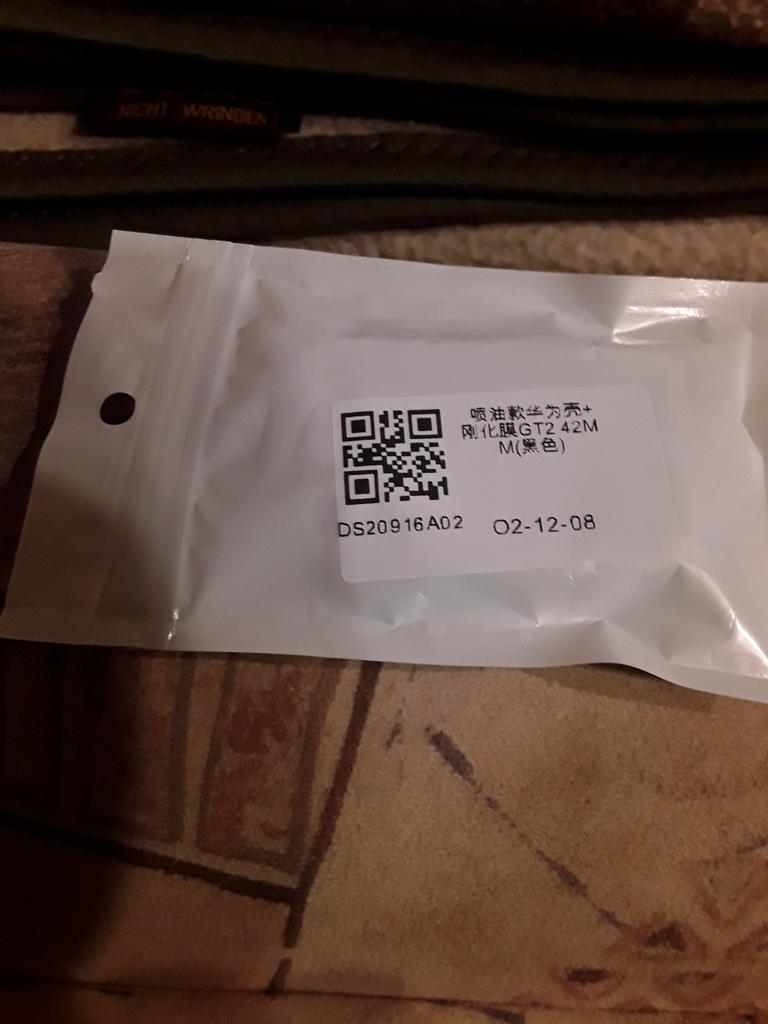 NICHT WRINGEN
喷油款华为壳+
刚化膜GT2 42M
M(黑色)
DS20916A02
02-12-08